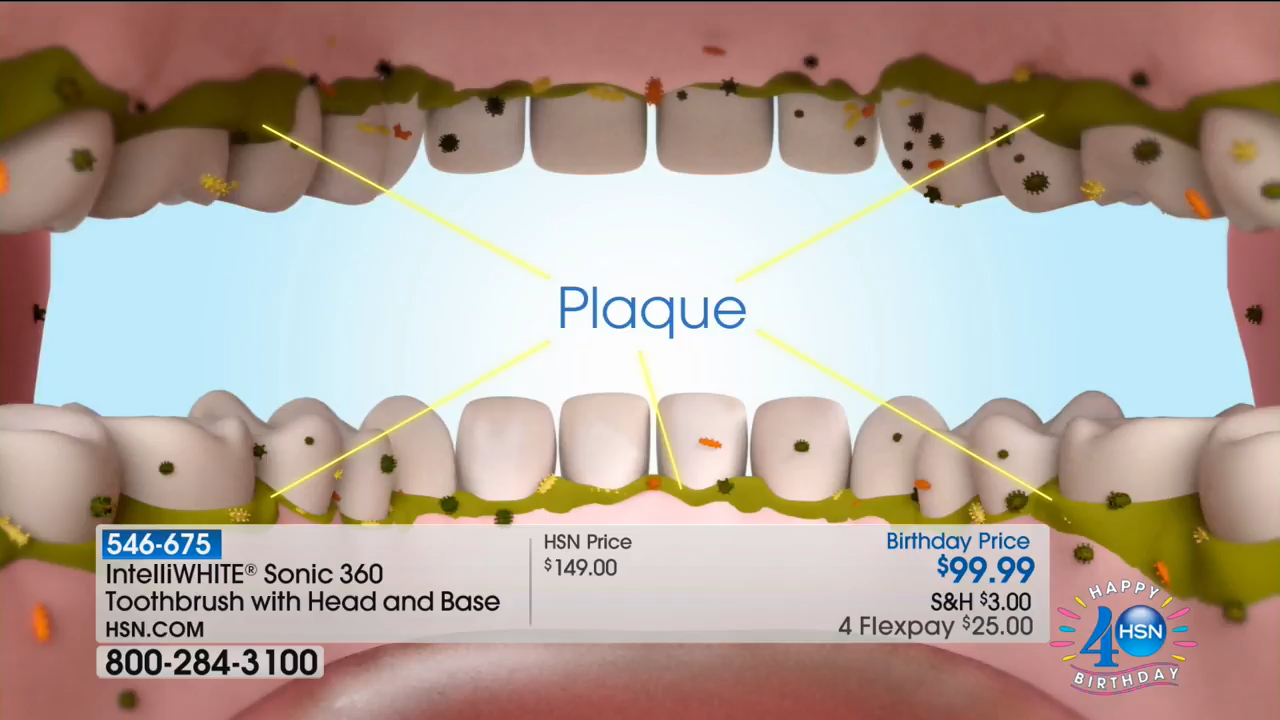 Plaque
546-675
IntelliWHITE® Sonic 360
Toothbrush with Head and Base
HSN.COM
800-284-3100
HSN Price
$149.00
Birthday Price
$99.99
S&H $3.00
4 Flexpay $25.00
HAPPY
40
HSN
BIRTHDAY